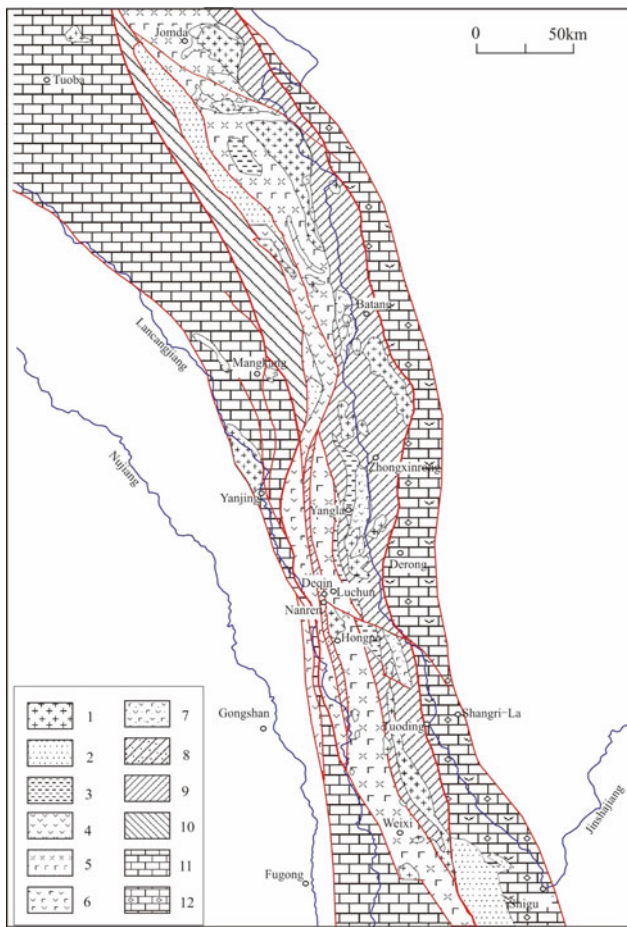 Jomda
0 50km
Tuoba
Batang
Lancangjiang
Mangkang
Nujiang
Zhongxinrong
Yanjing
Yangla
Derong
Deqin
Luchun
Nanren
Hongpo
Gongshan
Shangri-La
Tuoding
Jinshajiang
Weixi
Fugong
Shigu
1 7
2 8
3 9
4 10
5 11
6 12